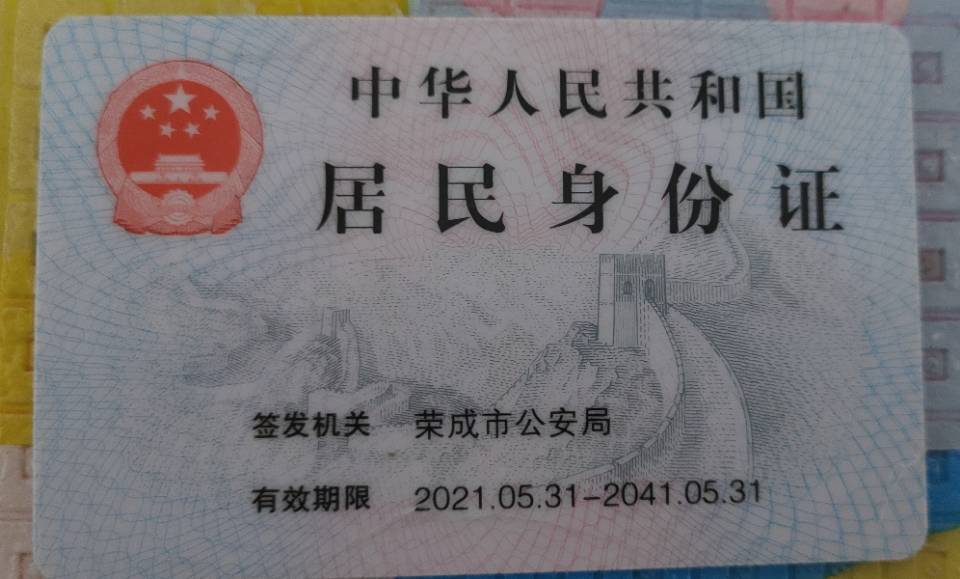 中华人民共和国
居民身份证
签发机关 荣成市公安局
有效期限 2021.05.31-2041.05.31